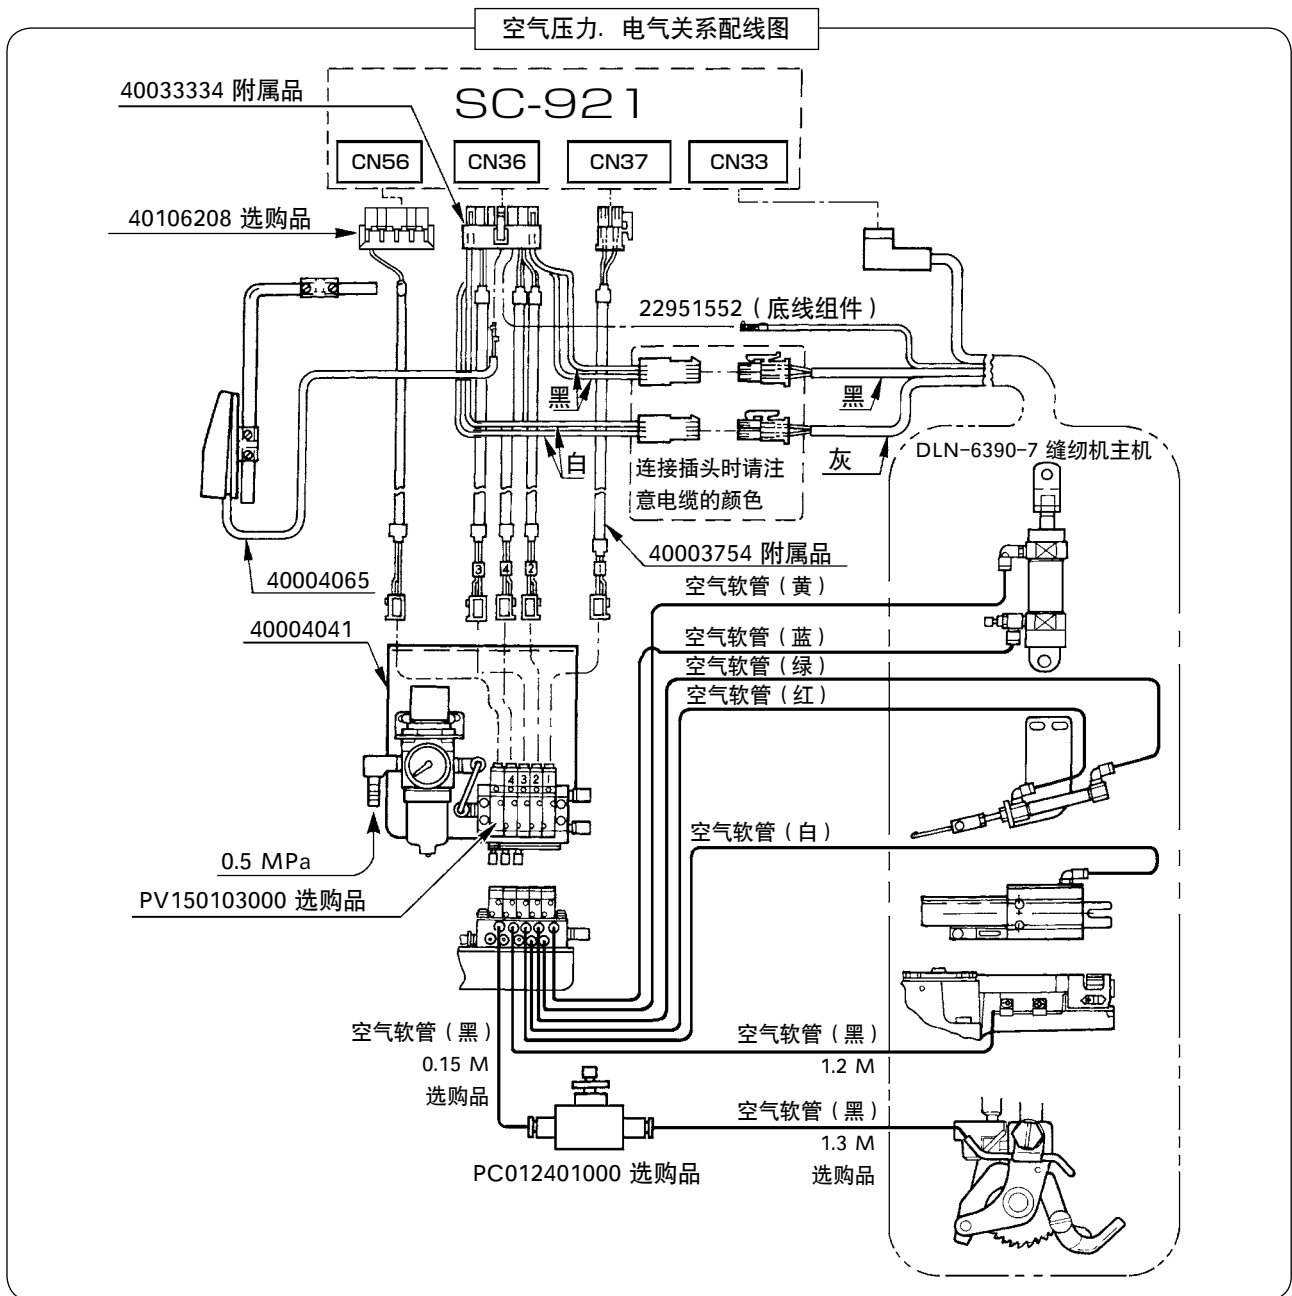 空气压力. 电气关系配线图
40033334 附属品
SC-921
CN56
CN36
CN37
CN33
40106208 选购品
22951552（底线组件）
黑
黑
白
灰
连接插头时请注
意电缆的颜色
DLN-6390-7 缝纫机主机
3
4
2
1
40003754 附属品
40004065
空气软管（黄）
40004041
空气软管（蓝）
空气软管（绿）
空气软管（红）
4 3 2 1
空气软管（白）
0.5 MPa
PV150103000 选购品
空气软管（黑）
0.15 M
选购品
空气软管（黑）
1.2 M
空气软管（黑）
1.3 M
选购品
PC012401000 选购品